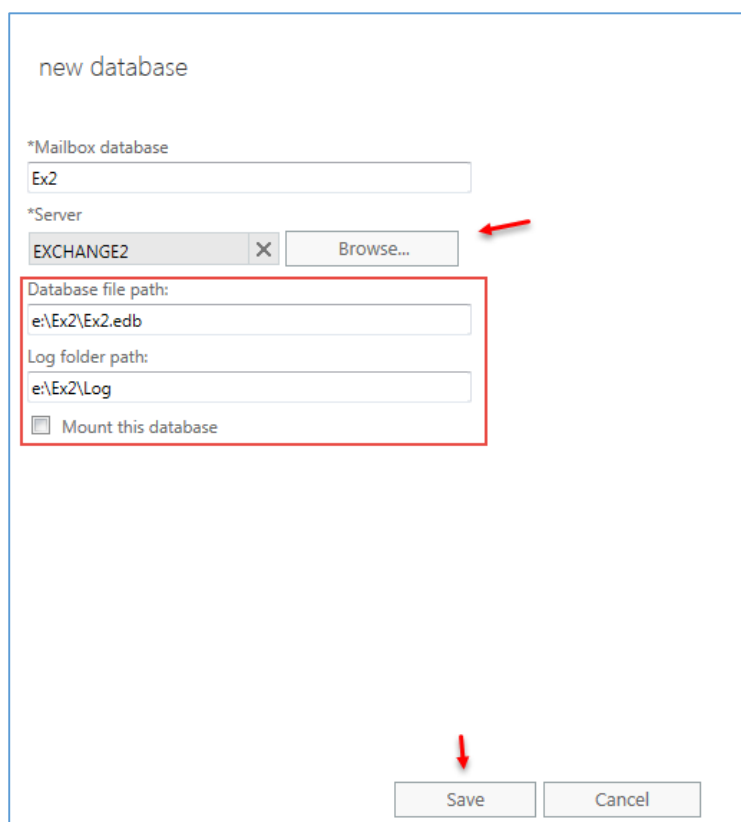 new database
*Mailbox database
Ex2
*Server
EXCHANGE2 Browse...
Database file path:
e:\Ex2\Ex2.edb
Log folder path:
e:\Ex2\Log
Mount this database
Save Cancel